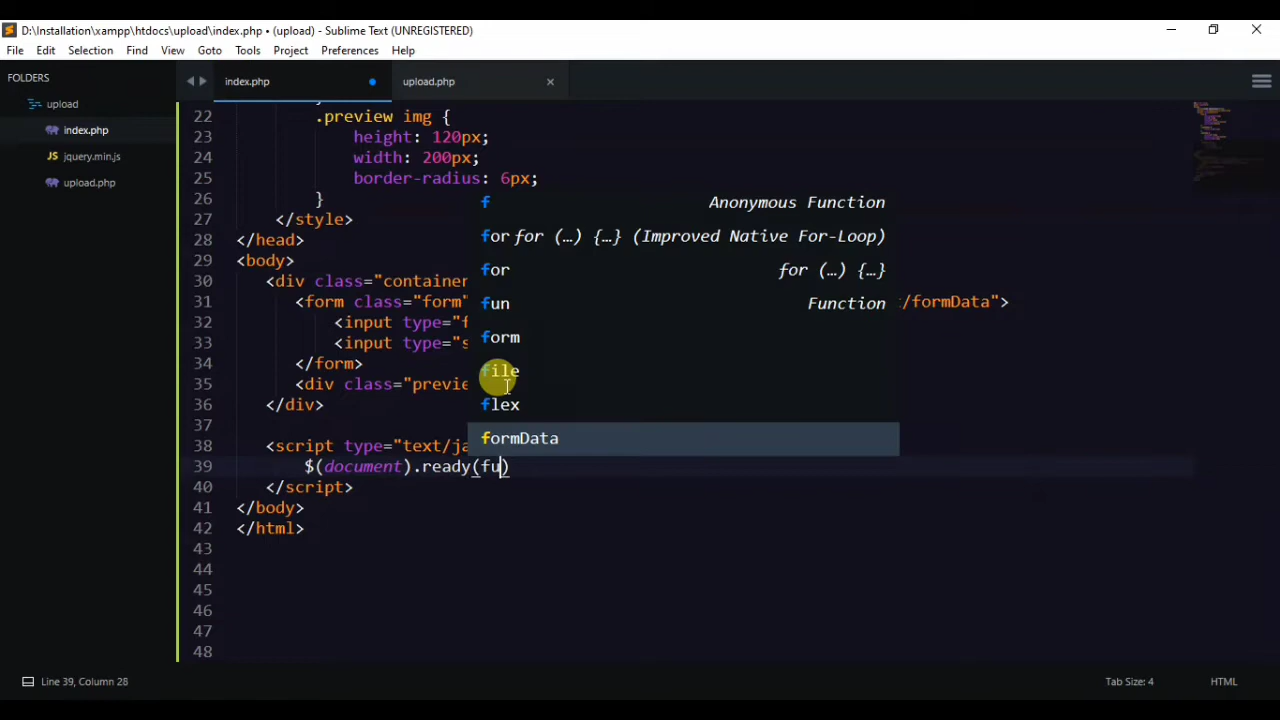 D:\Installation\xampp\htdocs\upload\index.php • (upload) - Sublime Text (UNREGISTERED)
File Edit Selection Find View Goto Tools Project Preferences Help
FOLDERS
upload
index.php
JS jquery.min.js
upload.php
index.php
upload.php
22 .preview img {
23 height: 120px;
24 width: 200px;
25 border-radius: 6px;
26 }
27 </style>
28 </head>
29 <body>
30 <div class="container
31 <form class="form" /formData">
32 <input type="f
33 <input type="s
34 </form>
35 <div class="previe
36 </div>
37
38 <script type="text/ja
39 $(document).ready(fu)
40 </script>
41 </body>
42 </html>
43
44
45
46
47
48
f Anonymous Function
for for (…) {…} (Improved Native For-Loop)
for for (…) {…}
fun Function
form
file
flex
formData
Line 39, Column 28
Tab Size: 4
HTML